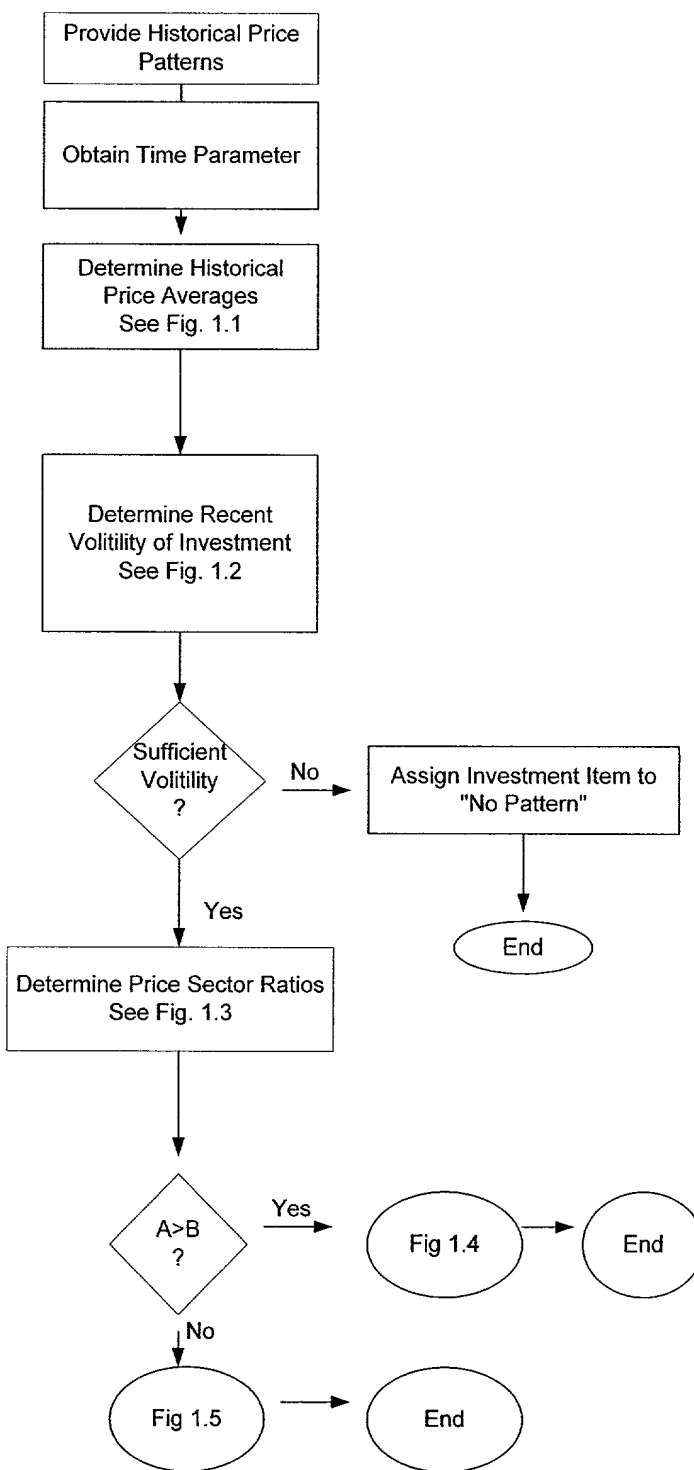 Provide Historical Price
Patterns
Obtain Time Parameter
Determine Historical
Price Averages
See Fig. 1.1
Determine Recent
Volitility of Investment
See Fig. 1.2
Sufficient
Volitility
?
No
Assign Investment Item to
"No Pattern"
End
Yes
Determine Price Sector Ratios
See Fig. 1.3
A>B
?
Yes
Fig 1.4
End
No
Fig 1.5
End